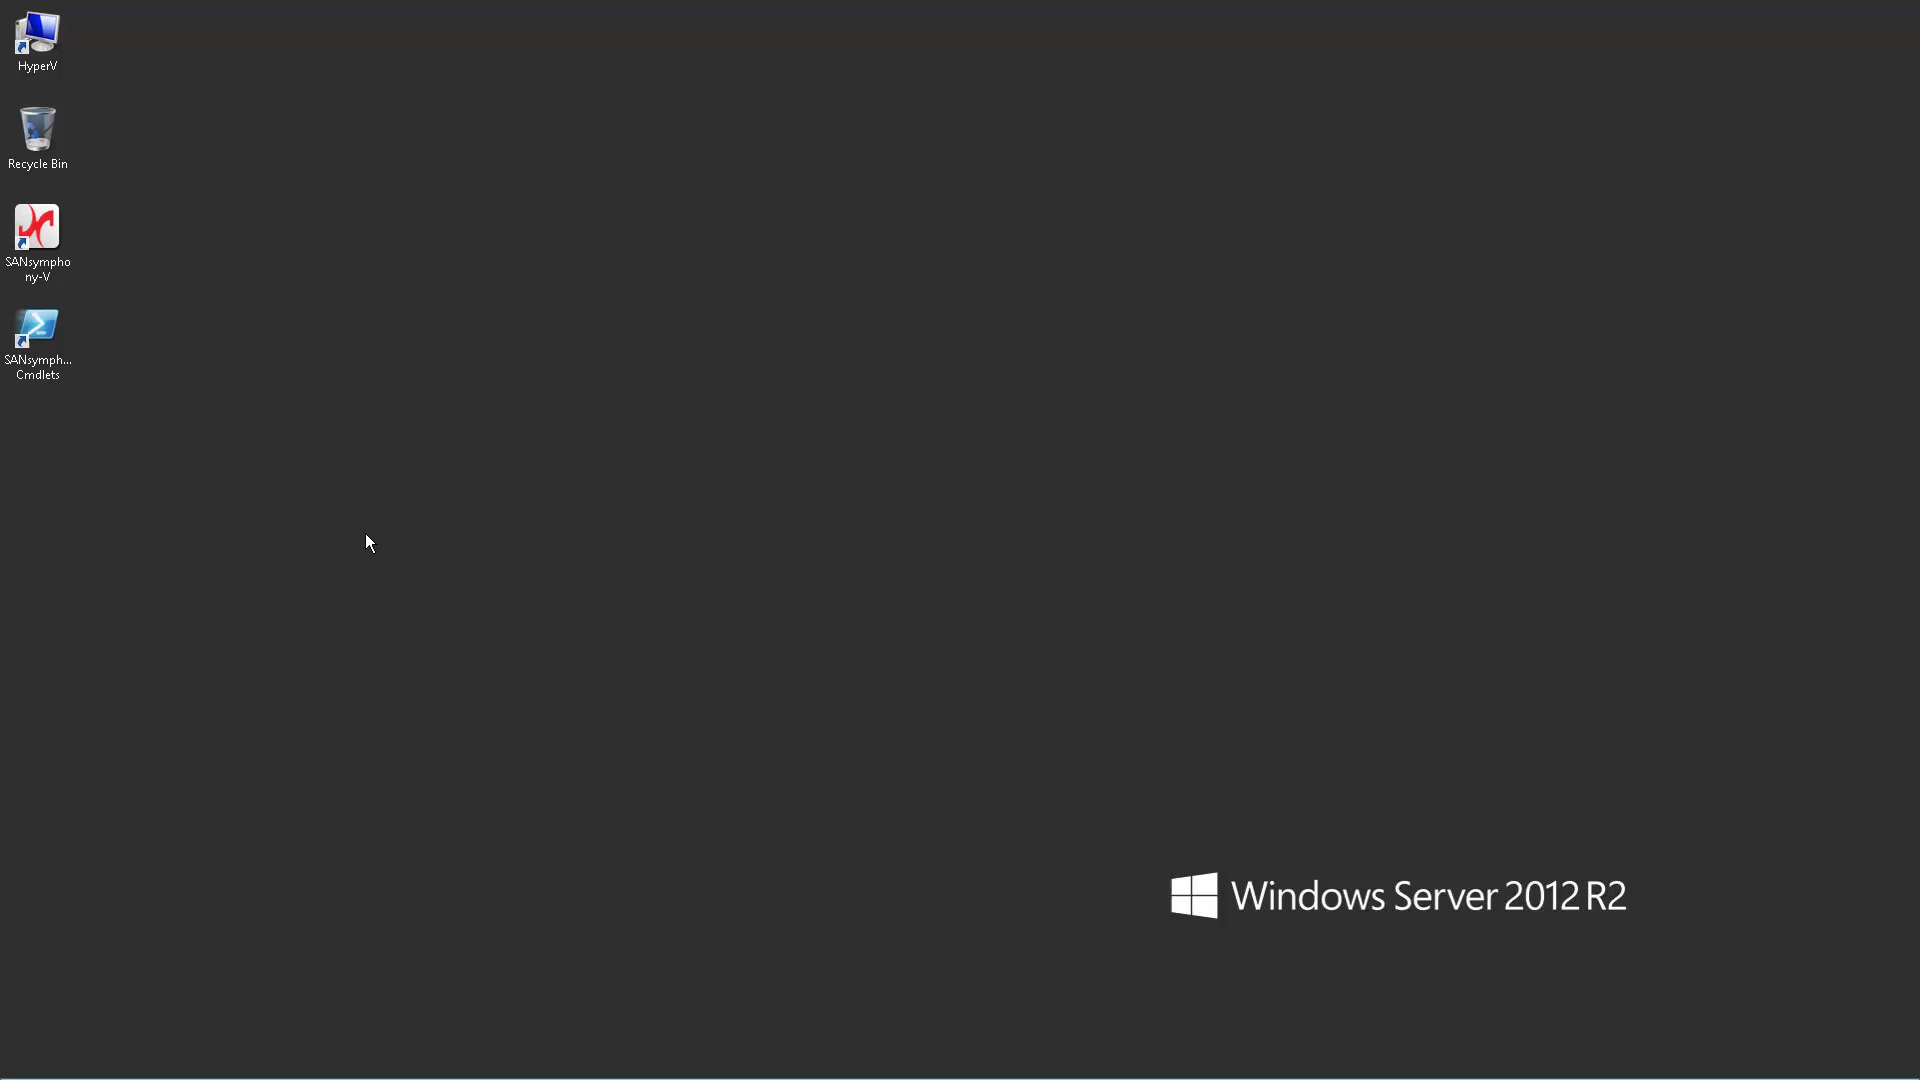 HyperV
Recycle Bin
SANsympho
ny-V
SANsymph...
Cmdlets
Windows Server 2012 R2